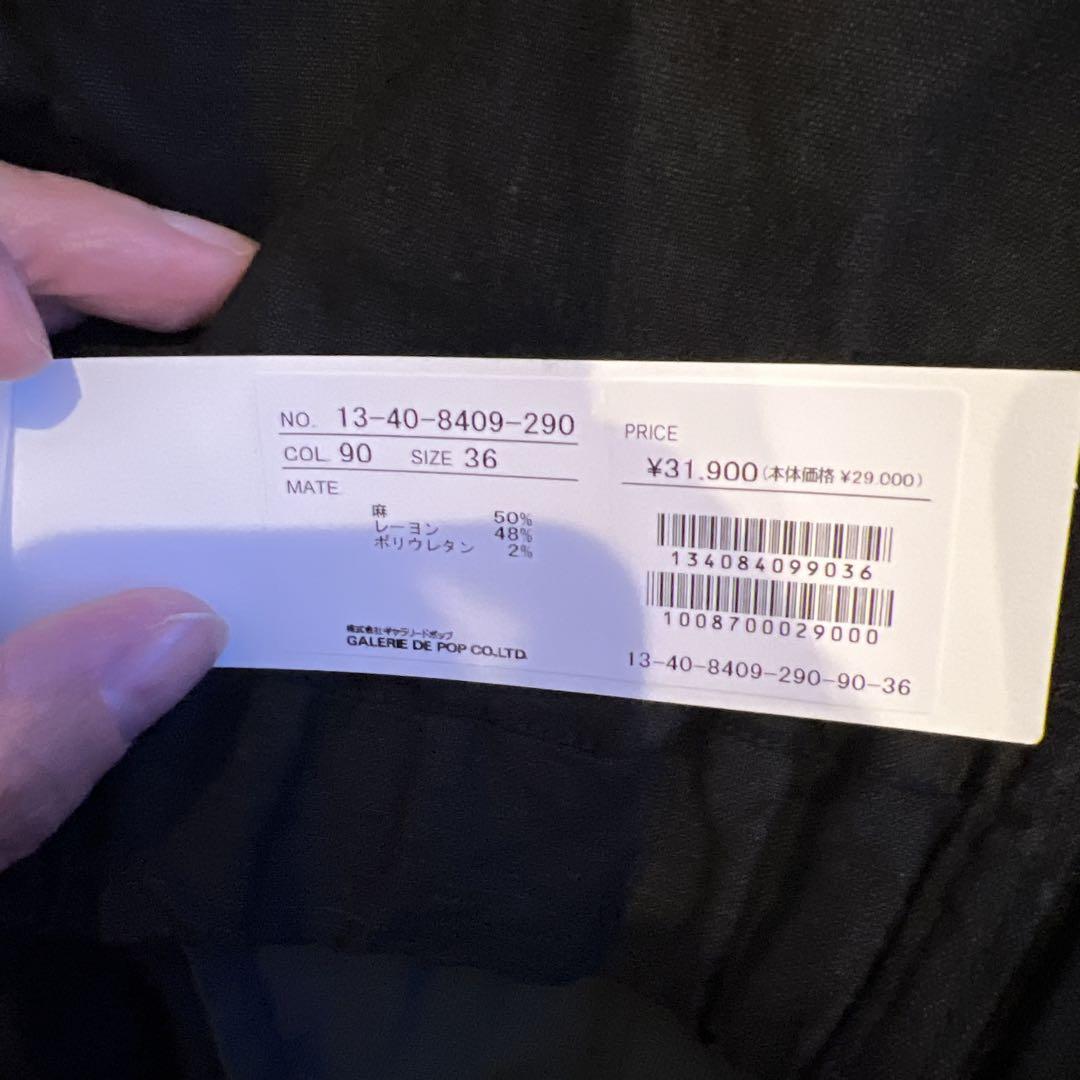 NO. 13-40-8409-290
COL 90 SIZE 36
MATE
麻 50%
レーヨン 48%
ポリウレタン 2%
株式会社ギャラリードポップ
GALERIE DE POP CO.,LTD.
PRICE
¥31.900(本体価格 ¥29.000)
134084099036
1008700029000
13-40-8409-290-90-36